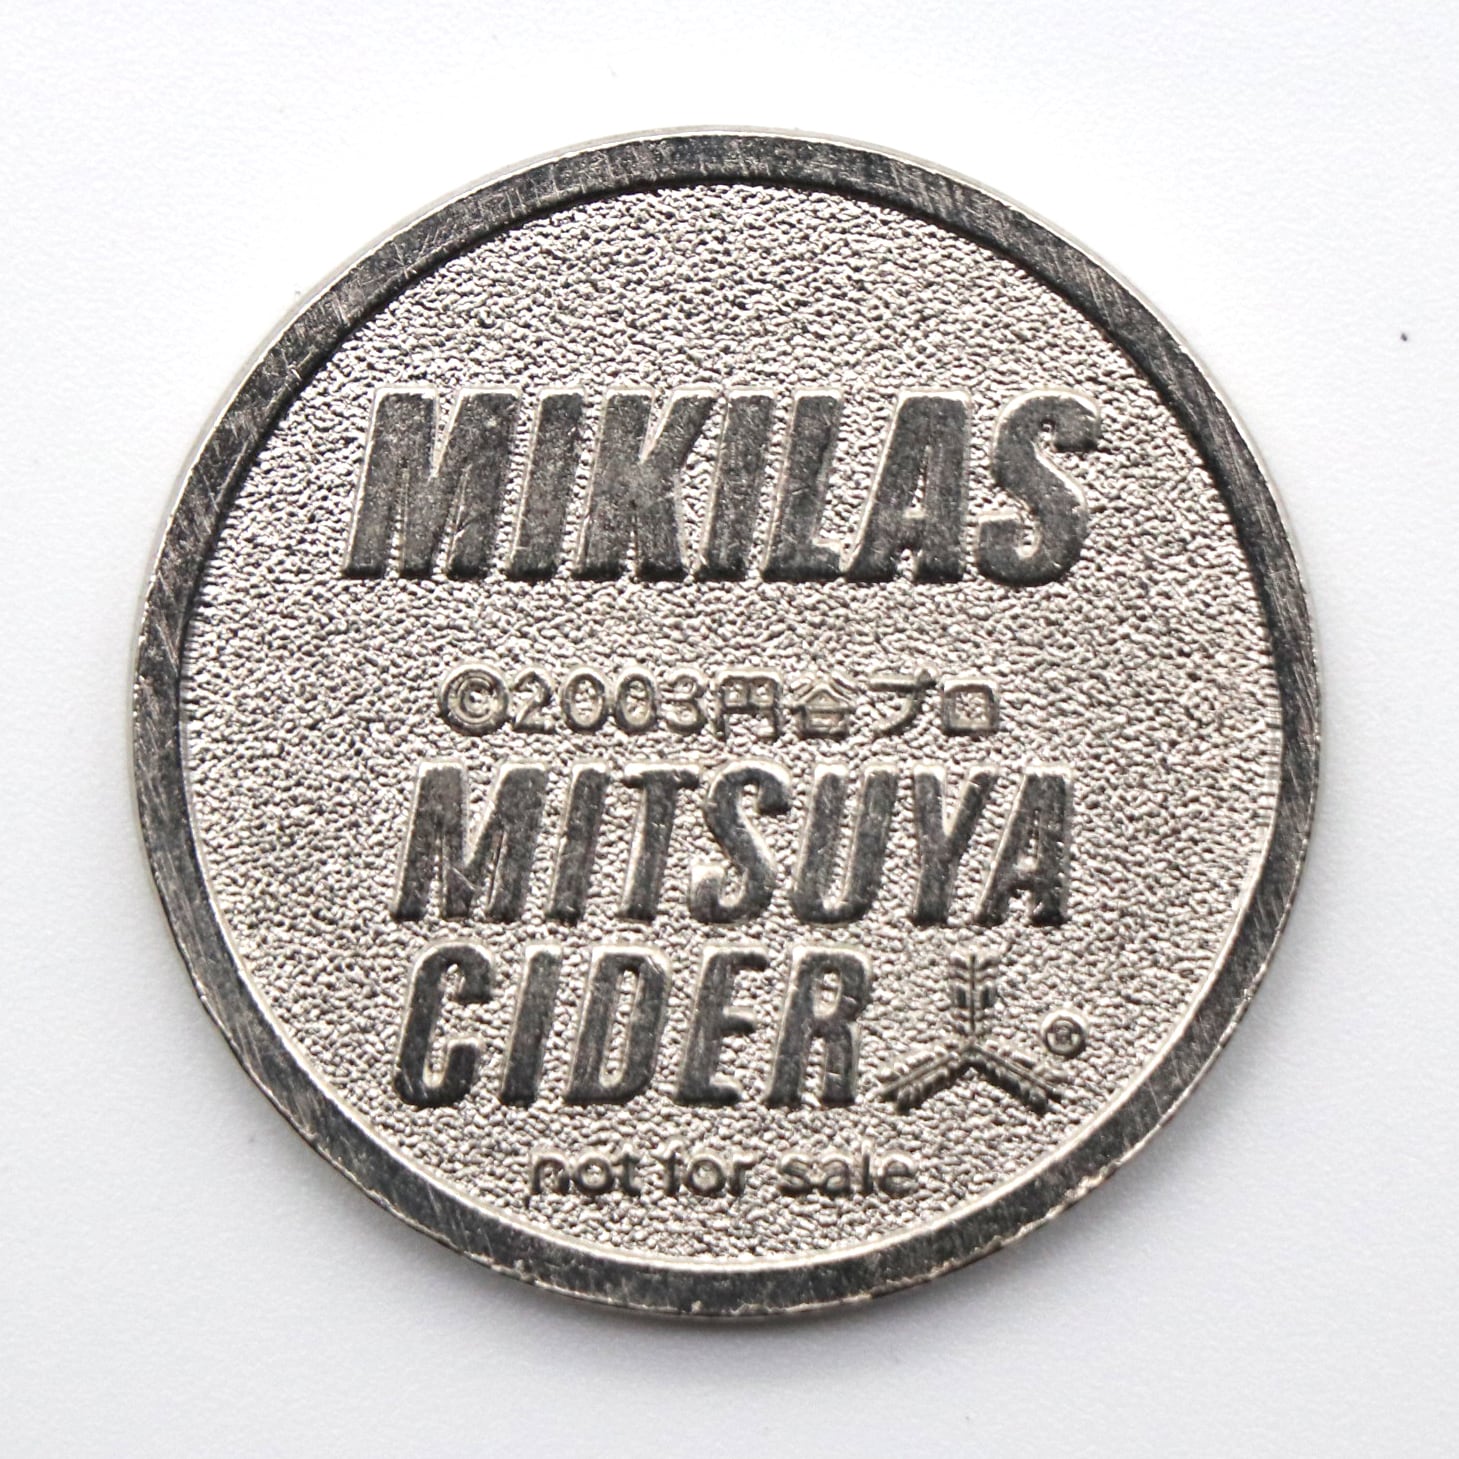 MIKILAS
©2003円谷プロ
MITSUYA
CIDER ®
not for sale